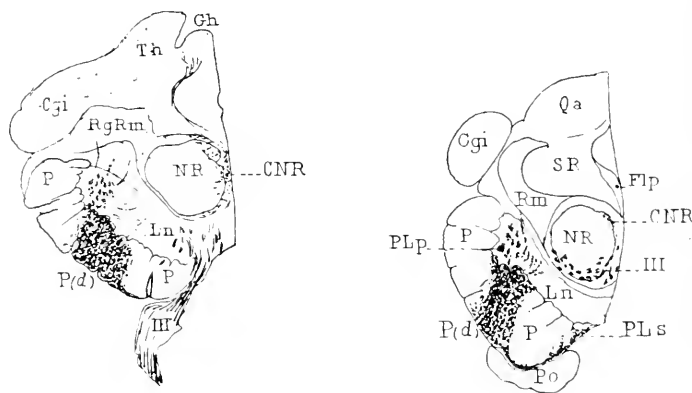 Gh
Th
Cgi
RgRm
P
NR
CNR
Ln
P(d)
P
III
Qa
Cgi
SR
Flp
Rm
CNR
P
PLp
NR
III
Ln
P(d)
P
PLs
Po